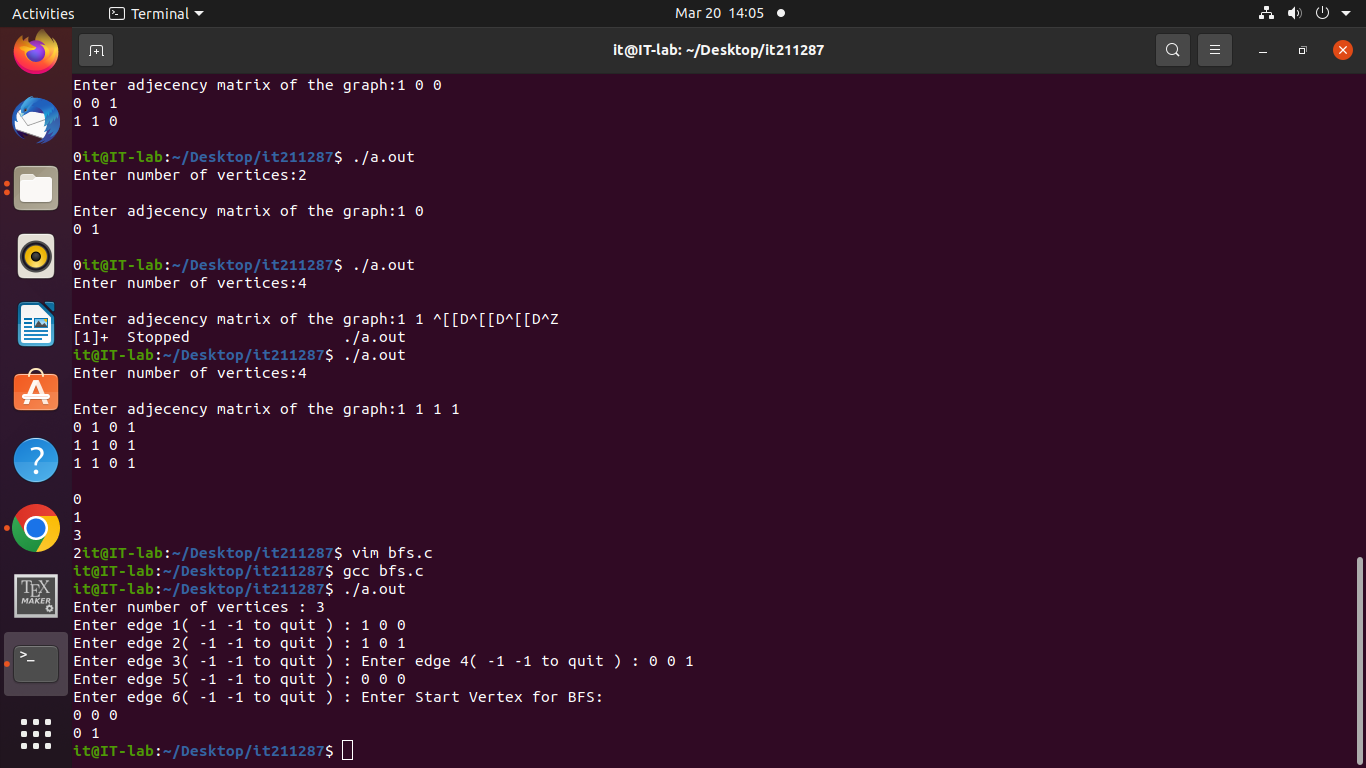 Activities Terminal Mar 20 14:05
it@IT-lab: ~/Desktop/it211287
Enter adjecency matrix of the graph:1 0 0
0 0 1
1 1 0
0it@IT-lab:~/Desktop/it211287$ ./a.out
Enter number of vertices:2
Enter adjecency matrix of the graph:1 0
0 1
0it@IT-lab:~/Desktop/it211287$ ./a.out
Enter number of vertices:4
Enter adjecency matrix of the graph:1 1 ^[[D^[[D^[[D^Z
[1]+  Stopped                 ./a.out
it@IT-lab:~/Desktop/it211287$ ./a.out
Enter number of vertices:4
Enter adjecency matrix of the graph:1 1 1 1
0 1 0 1
1 1 0 1
1 1 0 1
0
1
3
2it@IT-lab:~/Desktop/it211287$ vim bfs.c
it@IT-lab:~/Desktop/it211287$ gcc bfs.c
it@IT-lab:~/Desktop/it211287$ ./a.out
Enter number of vertices : 3
Enter edge 1( -1 -1 to quit ) : 1 0 0
Enter edge 2( -1 -1 to quit ) : 1 0 1
Enter edge 3( -1 -1 to quit ) : Enter edge 4( -1 -1 to quit ) : 0 0 1
Enter edge 5( -1 -1 to quit ) : 0 0 0
Enter edge 6( -1 -1 to quit ) : Enter Start Vertex for BFS:
0 0 0
0 1
it@IT-lab:~/Desktop/it211287$
TEX
MAKER